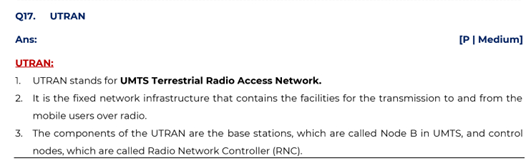 Q17. UTRAN
Ans: [P | Medium]
UTRAN:
1. UTRAN stands for UMTS Terrestrial Radio Access Network.
2. It is the fixed network infrastructure that contains the facilities for the transmission to and from the
mobile users over radio.
3. The components of the UTRAN are the base stations, which are called Node B in UMTS, and control
nodes, which are called Radio Network Controller (RNC).